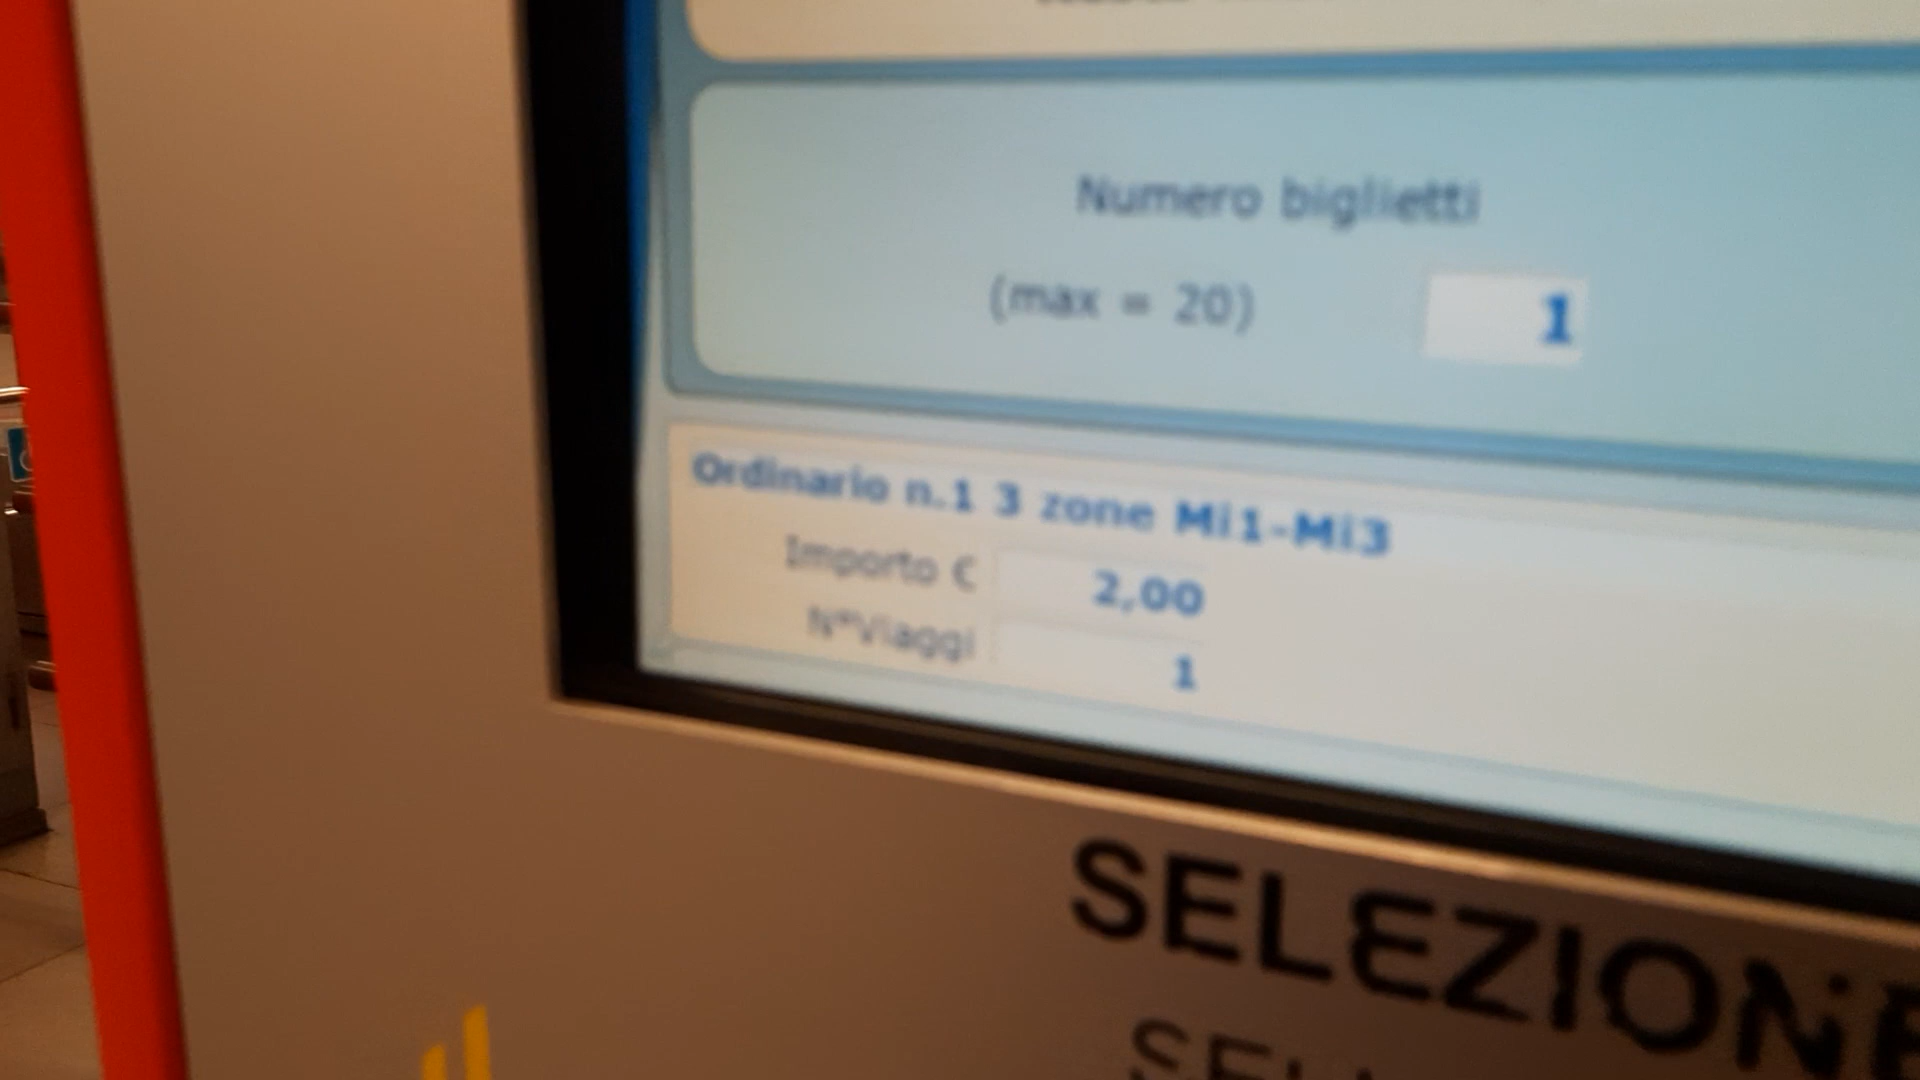 Numero biglietti
(max = 20) 1
Ordinario n.1 3 zone Mi1-Mi3
Importo € 2,00
N°Viaggi 1
SELEZIONE